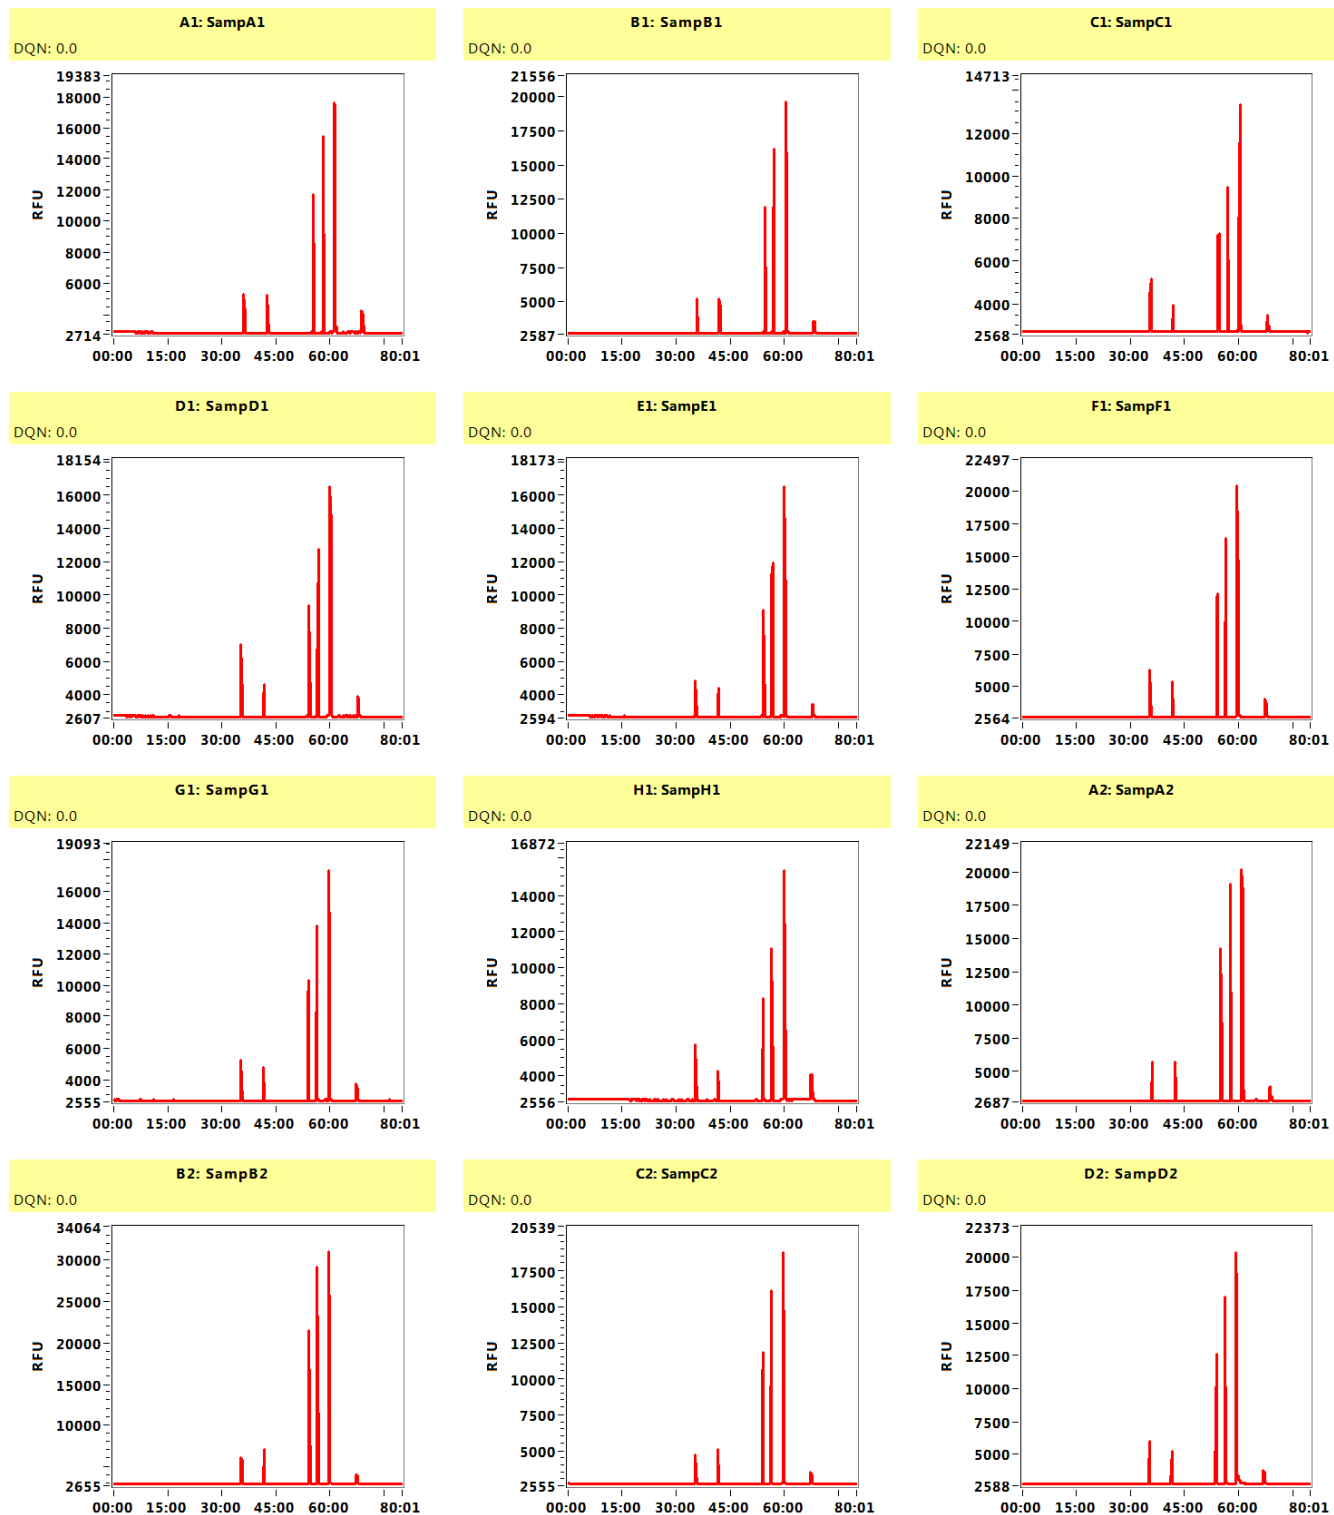 A1: SampA1
DQN: 0.0
19383
18000
16000
14000
12000
10000
8000
6000
2714
RFU
00:00 15:00 30:00 45:00 60:00 80:01
B1: SampB1
DQN: 0.0
21556
20000
17500
15000
12500
10000
7500
5000
2587
RFU
00:00 15:00 30:00 45:00 60:00 80:01
C1: SampC1
DQN: 0.0
14713
12000
10000
8000
6000
4000
2568
RFU
00:00 15:00 30:00 45:00 60:00 80:01
D1: SampD1
DQN: 0.0
18154
16000
14000
12000
10000
8000
6000
4000
2607
RFU
00:00 15:00 30:00 45:00 60:00 80:01
E1: SampE1
DQN: 0.0
18173
16000
14000
12000
10000
8000
6000
4000
2594
RFU
00:00 15:00 30:00 45:00 60:00 80:01
F1: SampF1
DQN: 0.0
22497
20000
17500
15000
12500
10000
7500
5000
2564
RFU
00:00 15:00 30:00 45:00 60:00 80:01
G1: SampG1
DQN: 0.0
19093
16000
14000
12000
10000
8000
6000
4000
2555
RFU
00:00 15:00 30:00 45:00 60:00 80:01
H1: SampH1
DQN: 0.0
16872
14000
12000
10000
8000
6000
4000
2556
RFU
00:00 15:00 30:00 45:00 60:00 80:01
A2: SampA2
DQN: 0.0
22149
20000
17500
15000
12500
10000
7500
5000
2687
RFU
00:00 15:00 30:00 45:00 60:00 80:01
B2: SampB2
DQN: 0.0
34064
30000
25000
20000
15000
10000
2655
RFU
00:00 15:00 30:00 45:00 60:00 80:01
C2: SampC2
DQN: 0.0
20539
17500
15000
12500
10000
7500
5000
2555
RFU
00:00 15:00 30:00 45:00 60:00 80:01
D2: SampD2
DQN: 0.0
22373
20000
17500
15000
12500
10000
7500
5000
2588
RFU
00:00 15:00 30:00 45:00 60:00 80:01